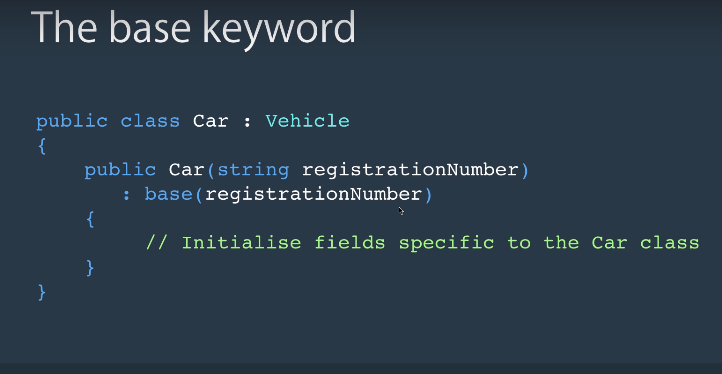 The base keyword
public class Car : Vehicle
{
public Car(string registrationNumber)
: base(registrationNumber)
{
// Initialise fields specific to the Car class
}
}